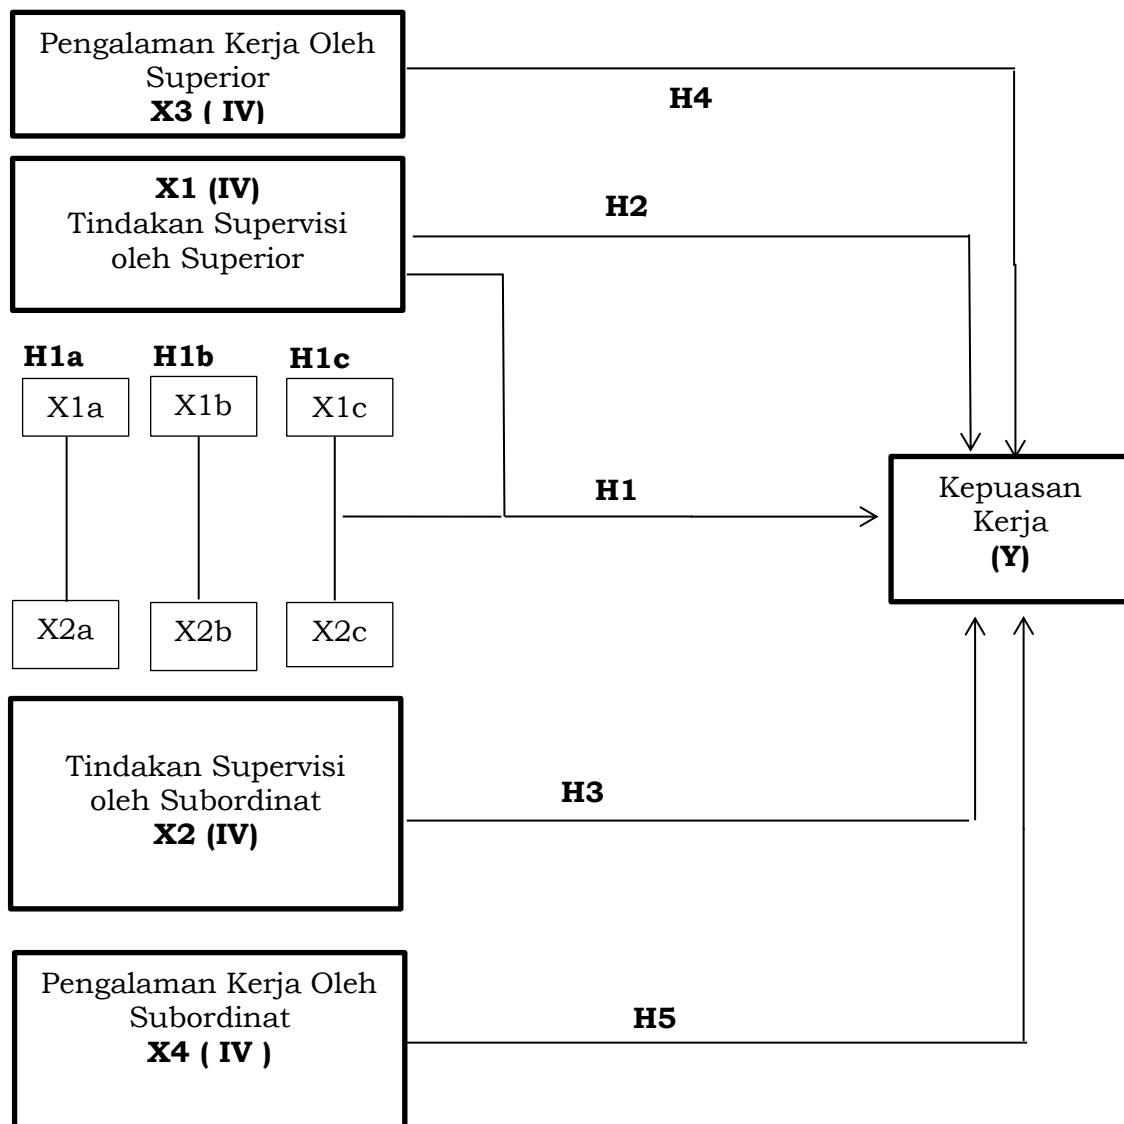 Pengalaman Kerja Oleh
Superior
X3 ( IV)
H4
X1 (IV)
Tindakan Supervisi
oleh Superior
H2
H1a
H1b
H1c
X1a
X1b
X1c
H1
Kepuasan
Kerja
(Y)
X2a
X2b
X2c
Tindakan Supervisi
oleh Subordinat
X2 (IV)
H3
Pengalaman Kerja Oleh
Subordinat
X4 ( IV )
H5